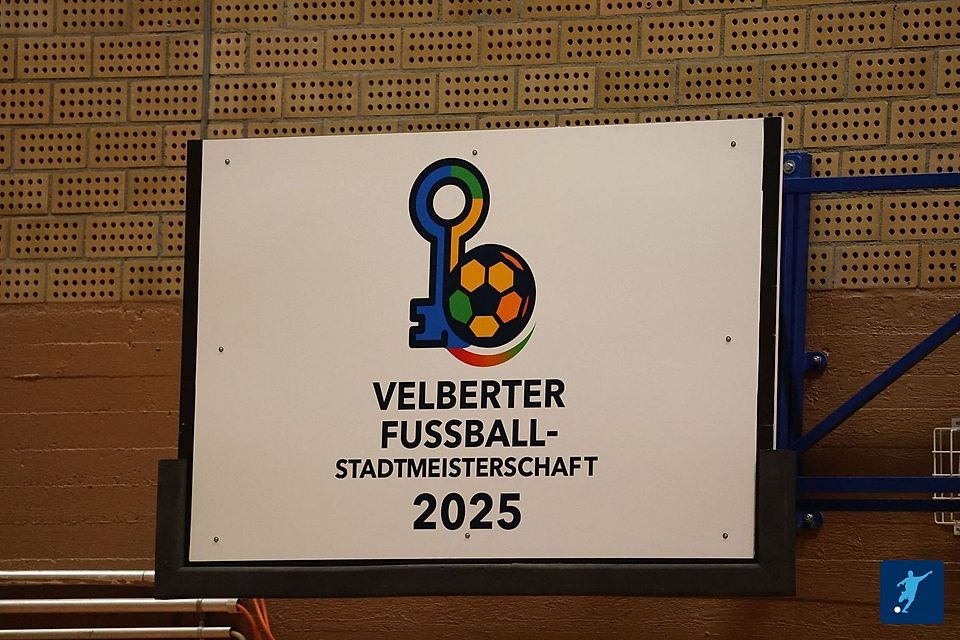 VELBERTER
FUSSBALL-
STADTMEISTERSCHAFT
2025